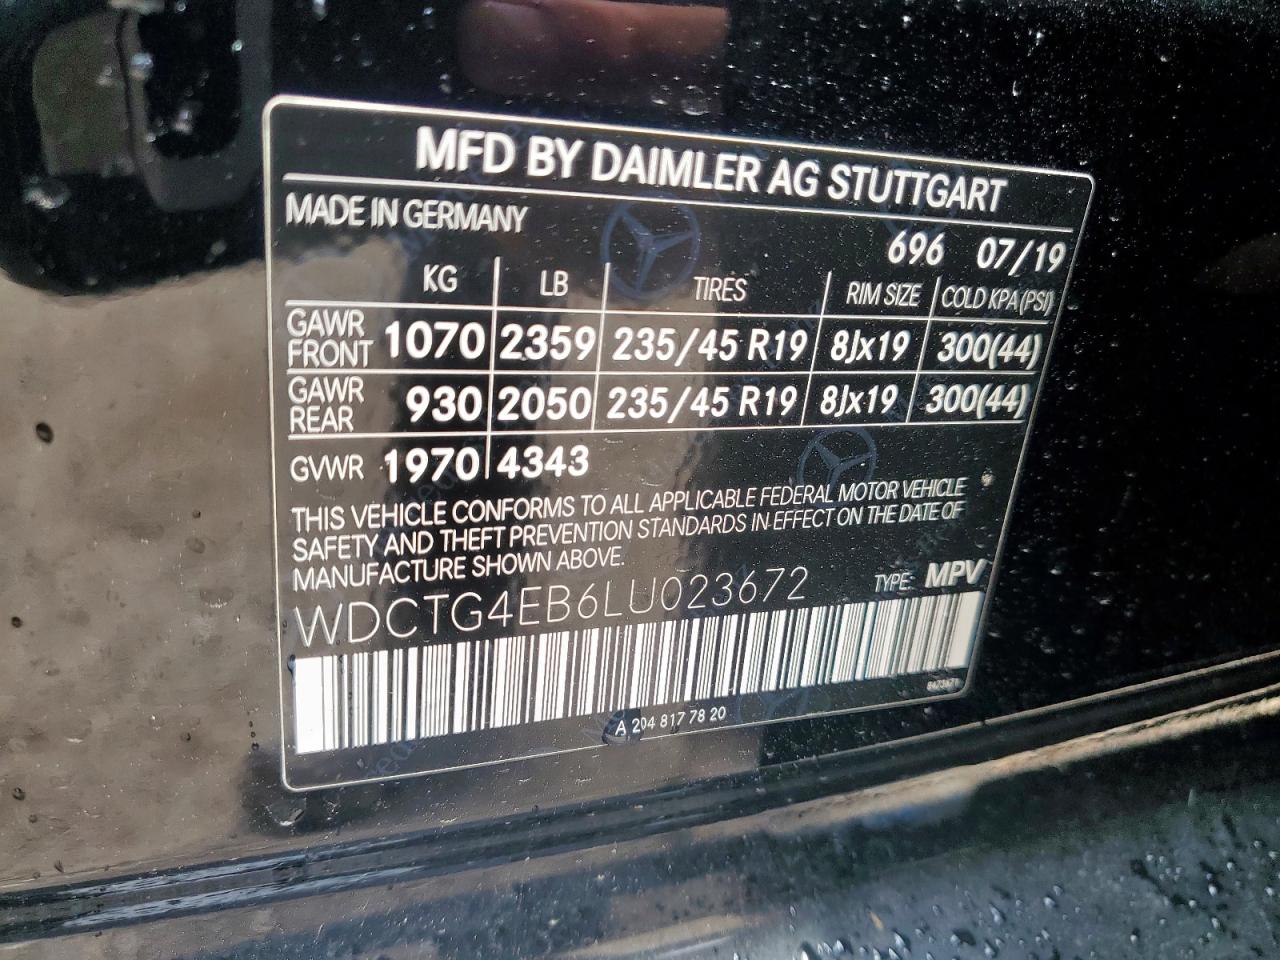 MFD BY DAIMLER AG STUTTGART
MADE IN GERMANY
696 07/19
KG LB TIRES RIM SIZE COLD KPA (PSI)
GAWR FRONT 1070 2359 235/45 R19 8Jx19 300(44)
GAWR REAR 930 2050 235/45 R19 8Jx19 300(44)
GVWR 1970 4343
THIS VEHICLE CONFORMS TO ALL APPLICABLE FEDERAL MOTOR VEHICLE
SAFETY AND THEFT PREVENTION STANDARDS IN EFFECT ON THE DATE OF
MANUFACTURE SHOWN ABOVE.
WDCTG4EB6LU023672 TYPE: MPV
A 204 817 78 20